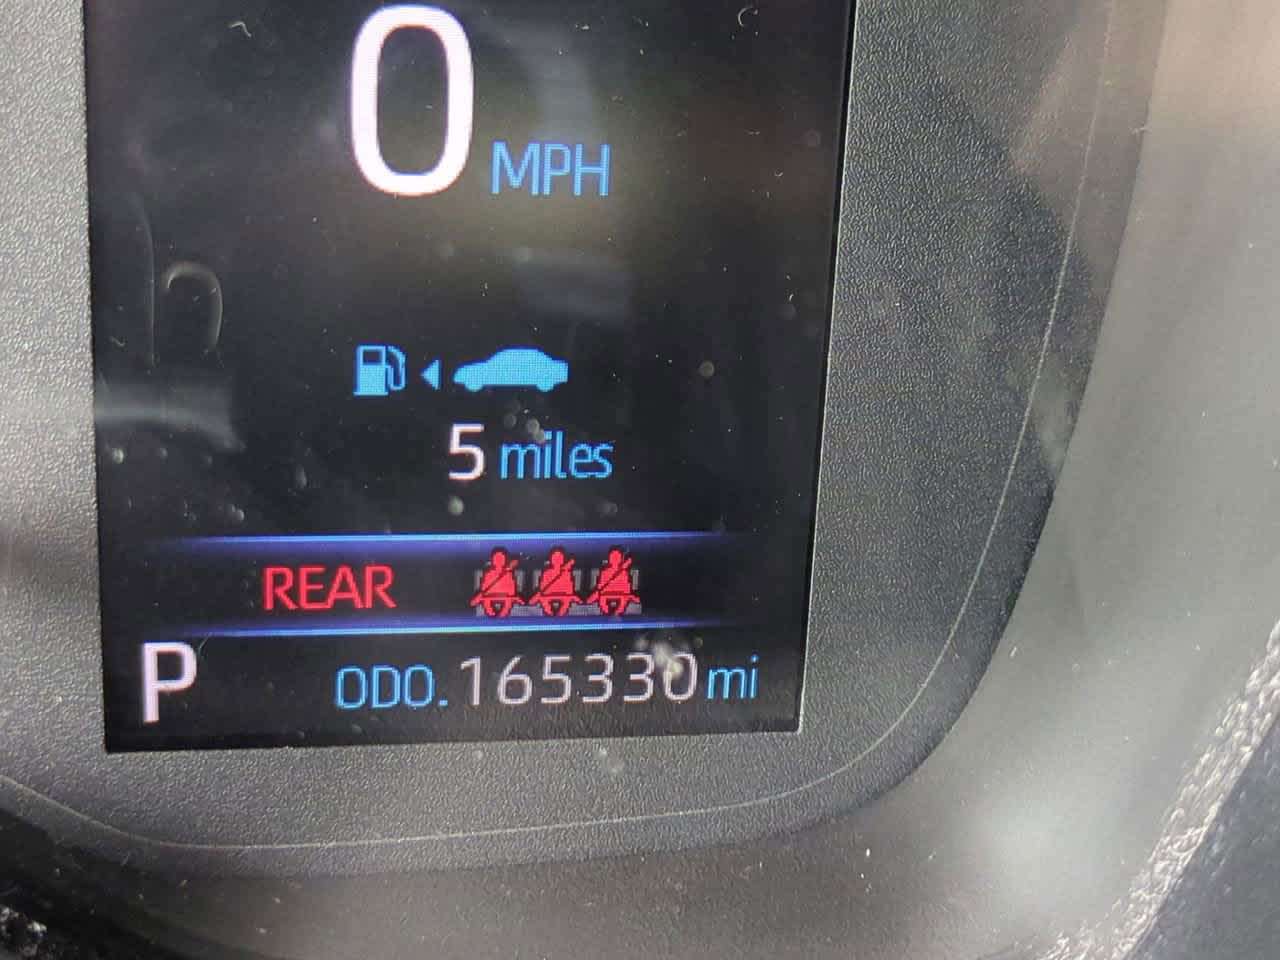 0 MPH
5 miles
REAR
P ODO. 165330 mi